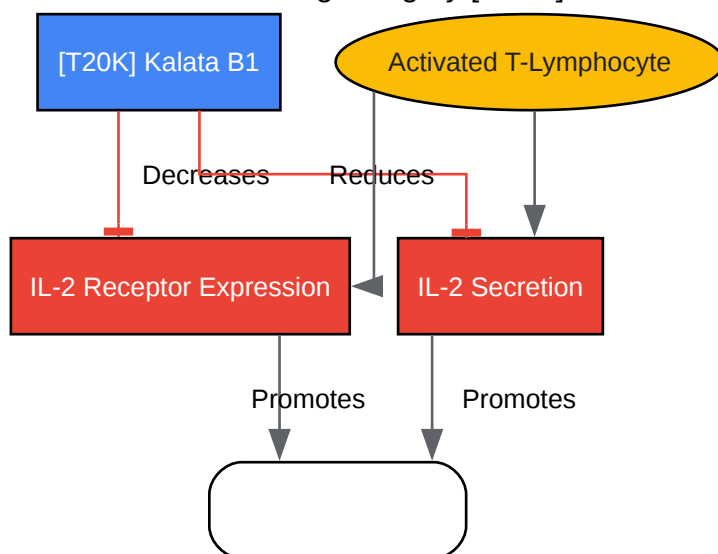 [T20K] Kalata B1
Activated T-Lymphocyte
Decreases
Reduces
IL-2 Receptor Expression
IL-2 Secretion
Promotes
Promotes